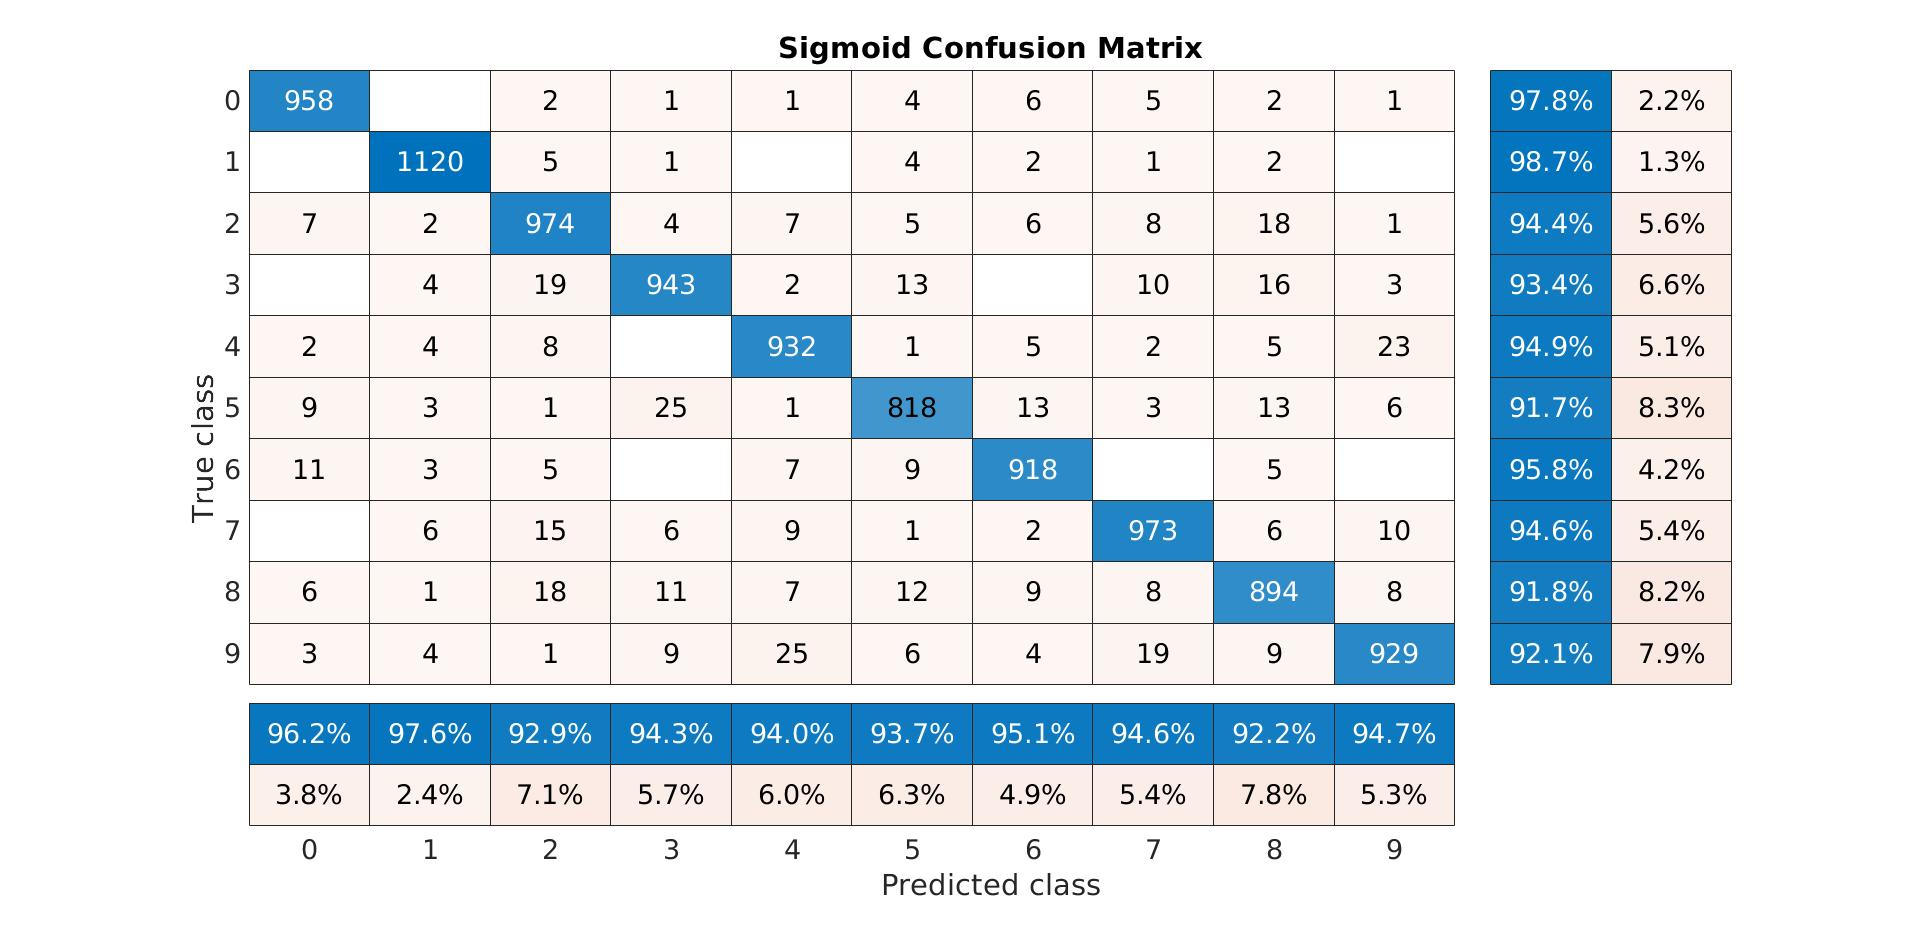 Sigmoid Confusion Matrix
0 958 2 1 1 4 6 5 2 1 97.8% 2.2%
1 1120 5 1 4 2 1 2 98.7% 1.3%
2 7 2 974 4 7 5 6 8 18 1 94.4% 5.6%
3 4 19 943 2 13 10 16 3 93.4% 6.6%
4 2 4 8 932 1 5 2 5 23 94.9% 5.1%
True class
5 9 3 1 25 1 818 13 3 13 6 91.7% 8.3%
6 11 3 5 7 9 918 5 95.8% 4.2%
7 6 15 6 9 1 2 973 6 10 94.6% 5.4%
8 6 1 18 11 7 12 9 8 894 8 91.8% 8.2%
9 3 4 1 9 25 6 4 19 9 929 92.1% 7.9%
96.2% 97.6% 92.9% 94.3% 94.0% 93.7% 95.1% 94.6% 92.2% 94.7%
3.8% 2.4% 7.1% 5.7% 6.0% 6.3% 4.9% 5.4% 7.8% 5.3%
0 1 2 3 4 5 6 7 8 9
Predicted class